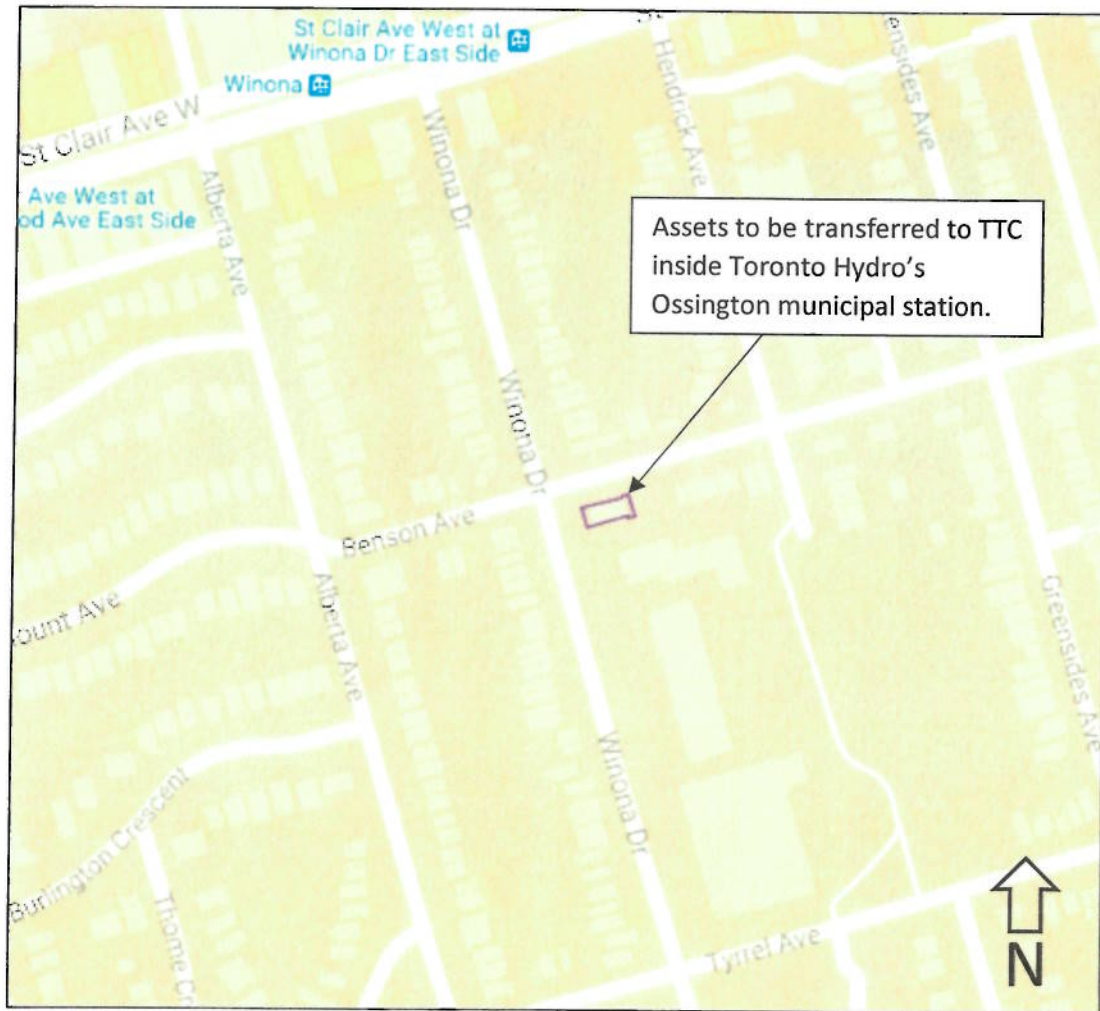 St Clair Ave West at
Winona Dr East Side
Winona
St Clair Ave W
Ave West at
od Ave East Side
Alberta Ave
Winona Dr
Hendrick Ave
ensides Ave
Assets to be transferred to TTC
inside Toronto Hydro's
Ossington municipal station.
Winona Dr
Benson Ave
ount Ave
Alberta Ave
Greensides Ave
Winona Dr
Burlington Crescent
Thome Cr
Tyrrel Ave
N